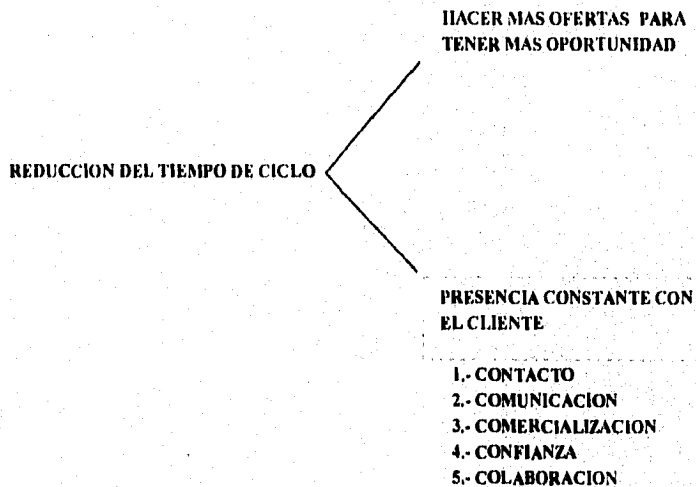 HACER MAS OFERTAS PARA
TENER MAS OPORTUNIDAD
REDUCCION DEL TIEMPO DE CICLO
PRESENCIA CONSTANTE CON
EL CLIENTE
1.- CONTACTO
2.- COMUNICACION
3.- COMERCIALIZACION
4.- CONFIANZA
5.- COLABORACION